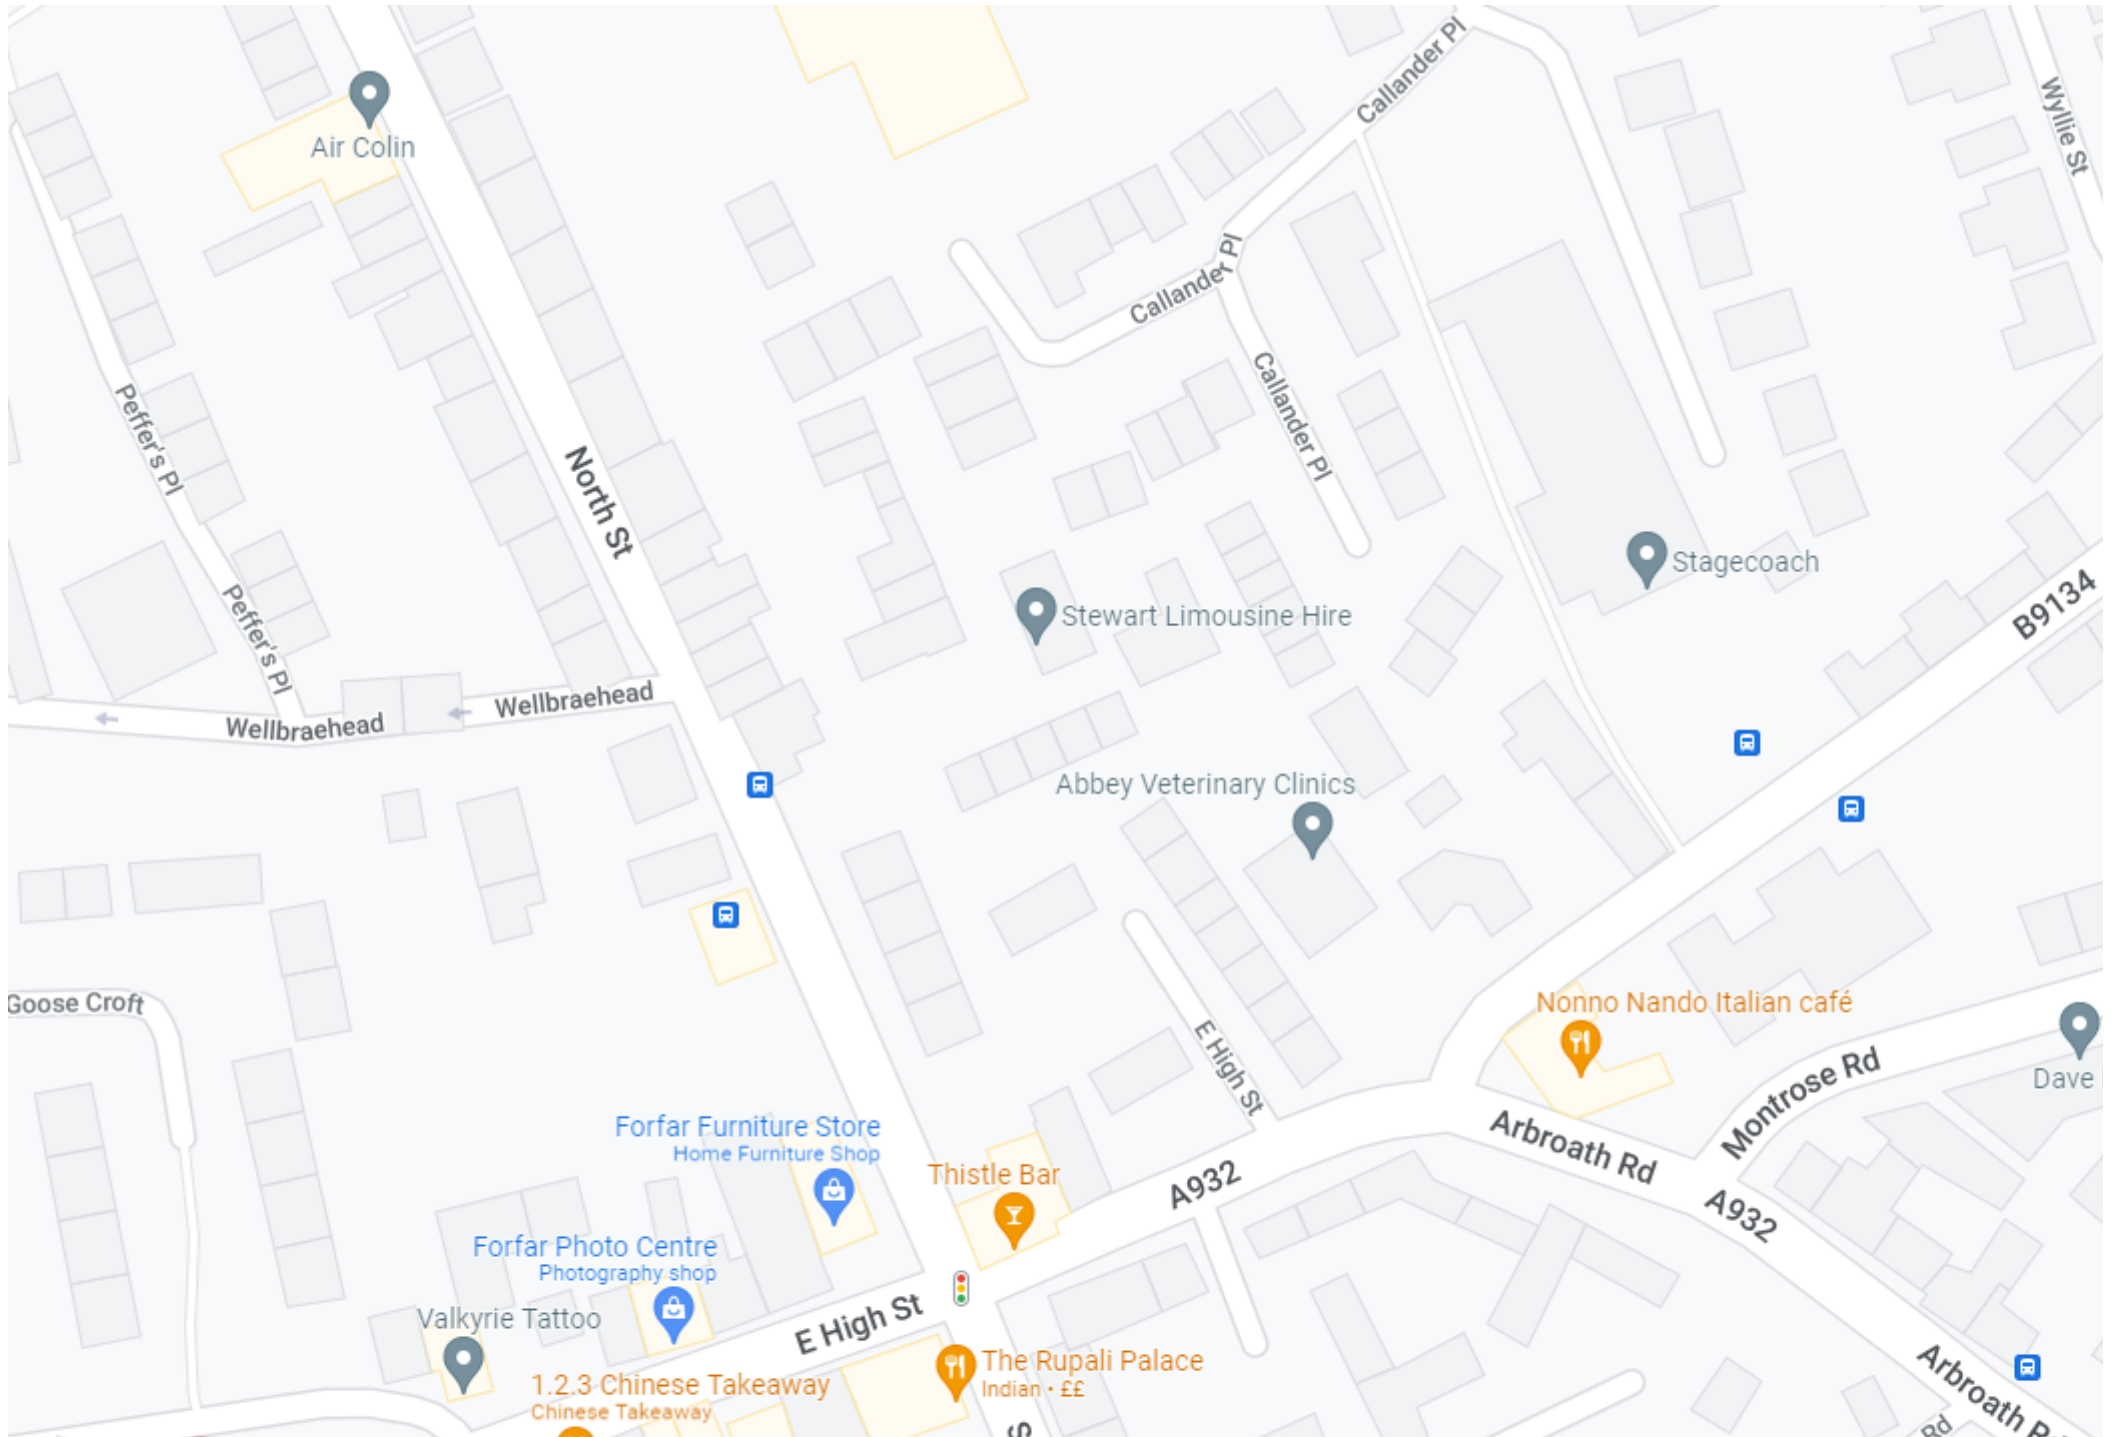 Callander Pl
Wyllie St
Air Colin
Callander Pl
Callander Pl
Peffer's Pl
North St
Stagecoach
B9134
Stewart Limousine Hire
Peffer's Pl
Wellbraehead
Wellbraehead
Abbey Veterinary Clinics
Goose Croft
Nonno Nando Italian café
E High St
Montrose Rd
Dave
Forfar Furniture Store
Home Furniture Shop
Arbroath Rd
Thistle Bar
A932
A932
Forfar Photo Centre
Photography shop
Valkyrie Tattoo
E High St
The Rupali Palace
Indian • ££
1.2.3 Chinese Takeaway
Chinese Takeaway
Arbroath R
S
Rd